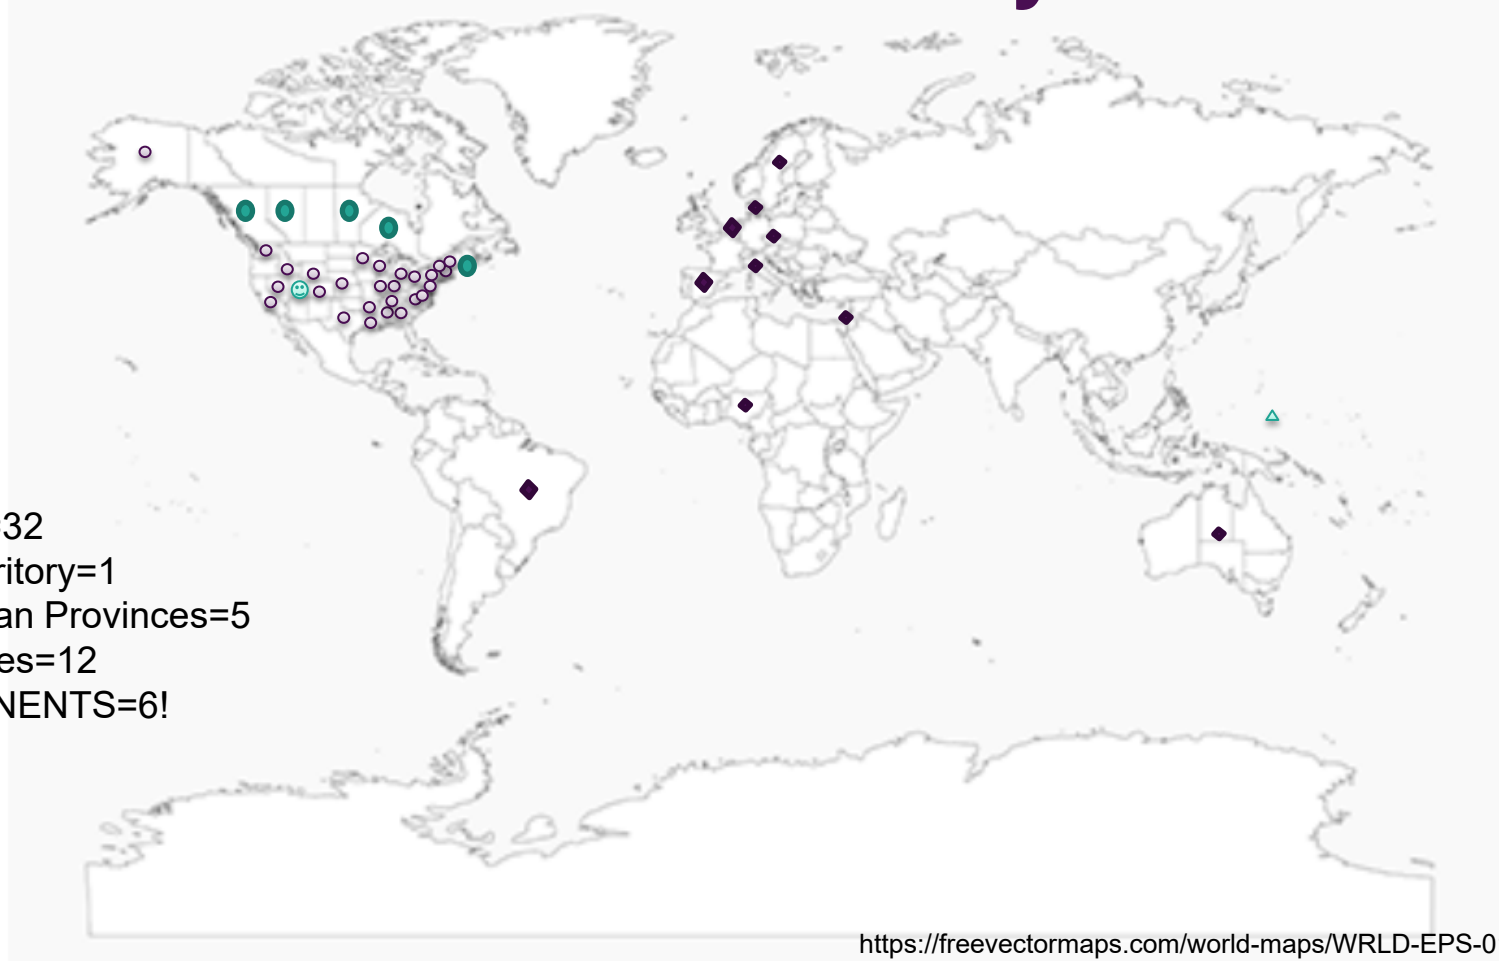 =32
ritory=1
an Provinces=5
es=12
NENTS=6!
https://freevectormaps.com/world-maps/WRLD-EPS-0